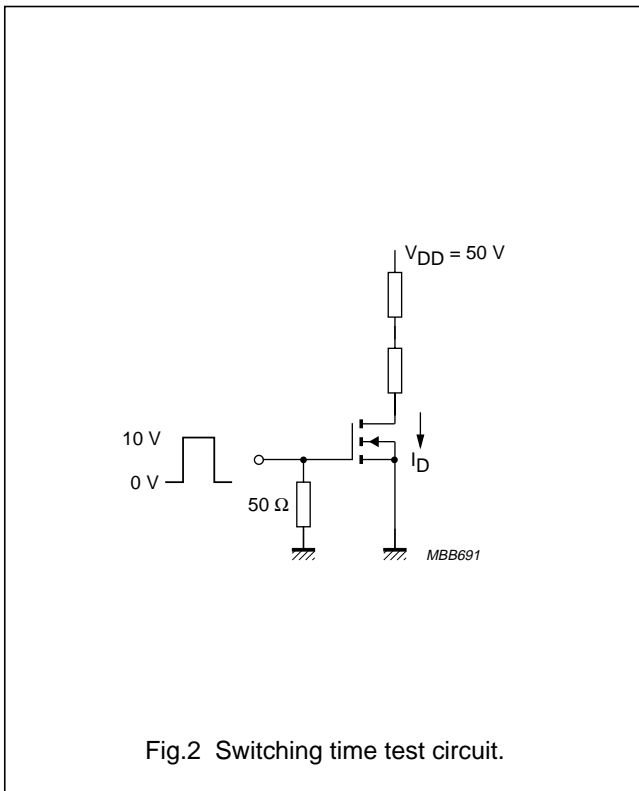 V_DD = 50 V
10 V
0 V
I_D
50 Ω
MBB691
Fig.2 Switching time test circuit.